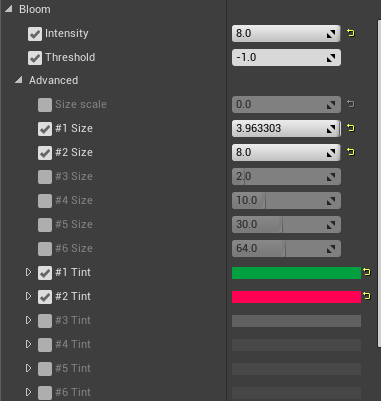 Bloom
Intensity 8.0
Threshold -1.0
Advanced
Size scale 0.0
#1 Size 3.963303
#2 Size 8.0
#3 Size 2.0
#4 Size 10.0
#5 Size 30.0
#6 Size 64.0
#1 Tint
#2 Tint
#3 Tint
#4 Tint
#5 Tint
#6 Tint